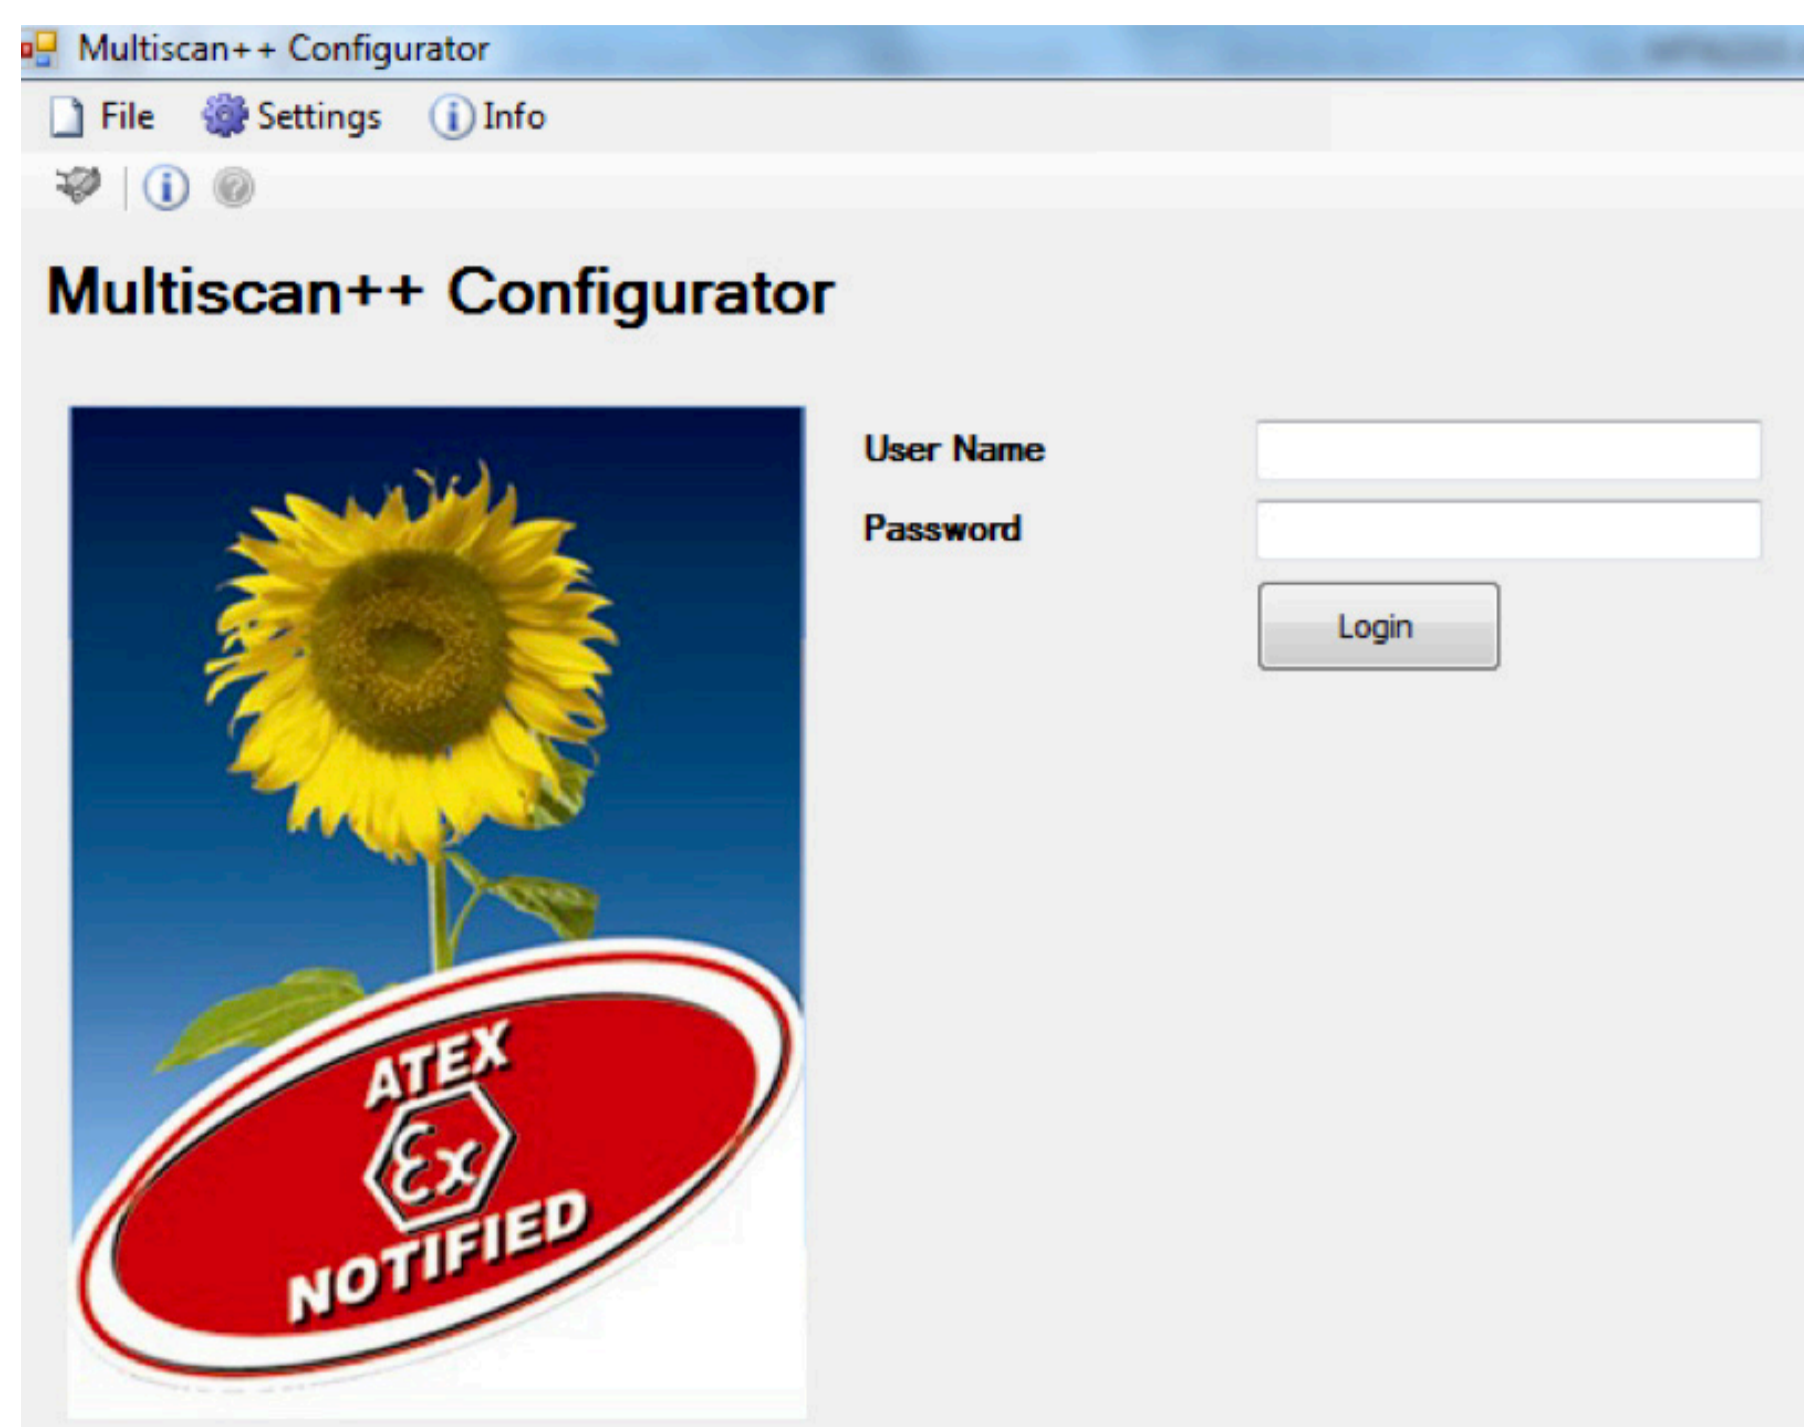 Multiscan++ Configurator
File Settings Info
Multiscan++ Configurator
User Name
Password
Login
ATEX
Ex
NOTIFIED